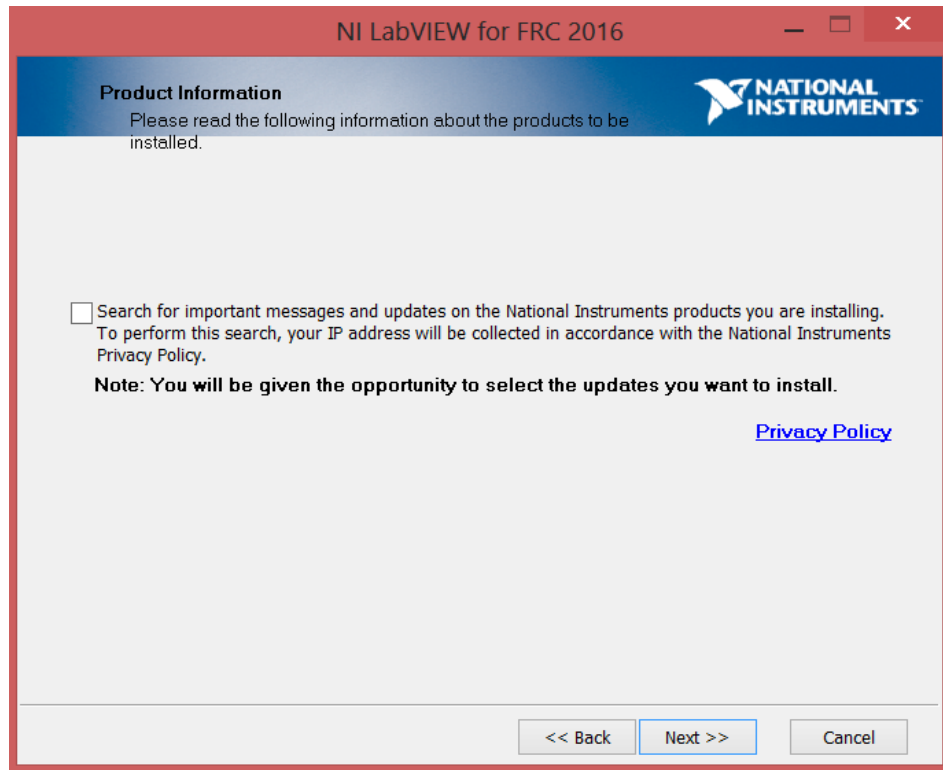 NI LabVIEW for FRC 2016
Product Information
Please read the following information about the products to be
installed.
NATIONAL
INSTRUMENTS
Search for important messages and updates on the National Instruments products you are installing.
To perform this search, your IP address will be collected in accordance with the National Instruments
Privacy Policy.
Note: You will be given the opportunity to select the updates you want to install.
Privacy Policy
<< Back
Next >>
Cancel